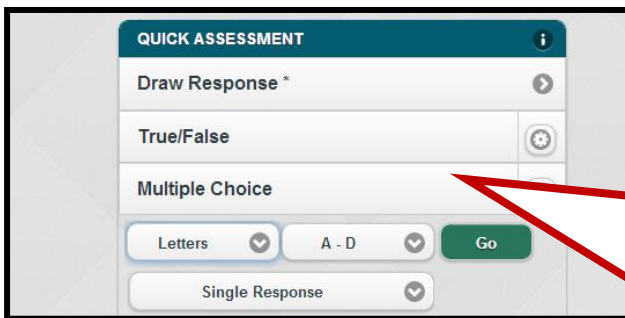 QUICK ASSESSMENT
Draw Response *
True/False
Multiple Choice
Letters A - D Go
Single Response